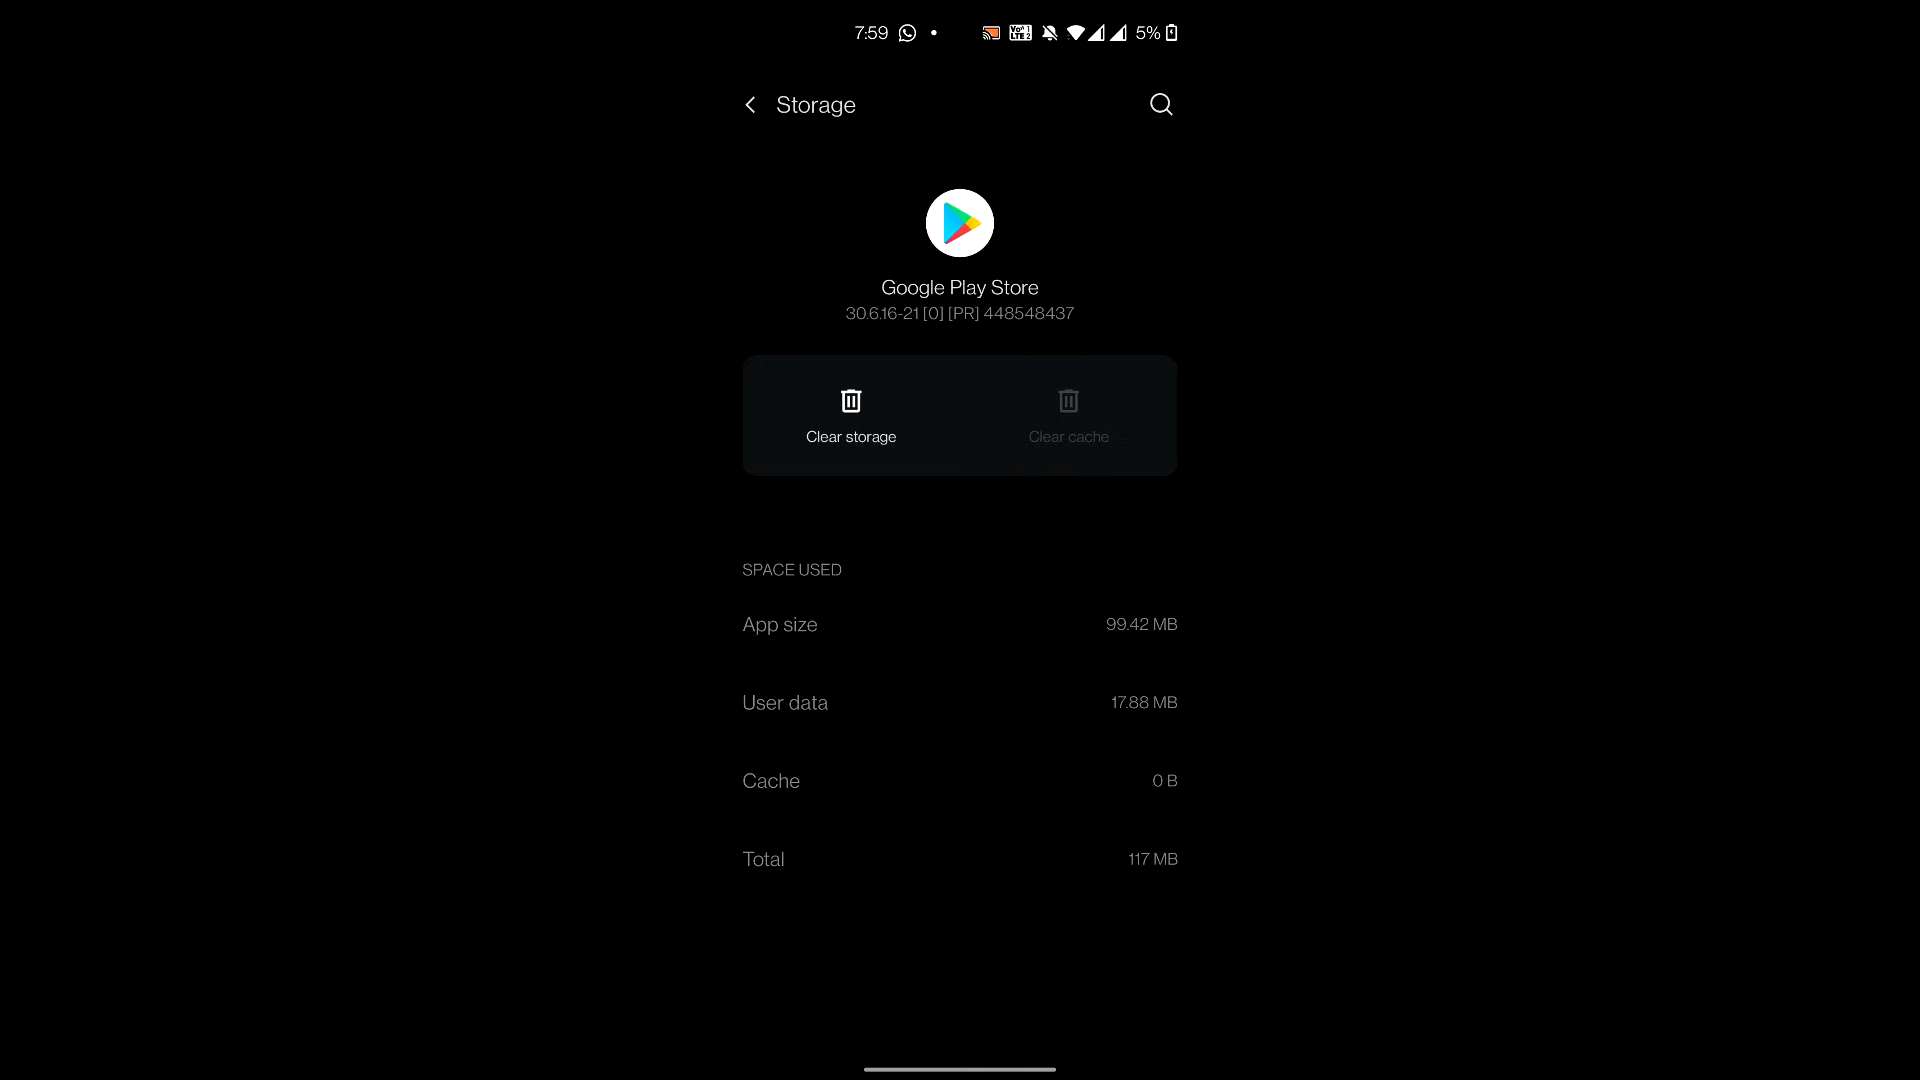 7:59 5%
Storage
Google Play Store
30.6.16-21 [0] [PR] 448548437
Clear storage Clear cache
SPACE USED
App size 99.42 MB
User data 17.88 MB
Cache 0 B
Total 117 MB